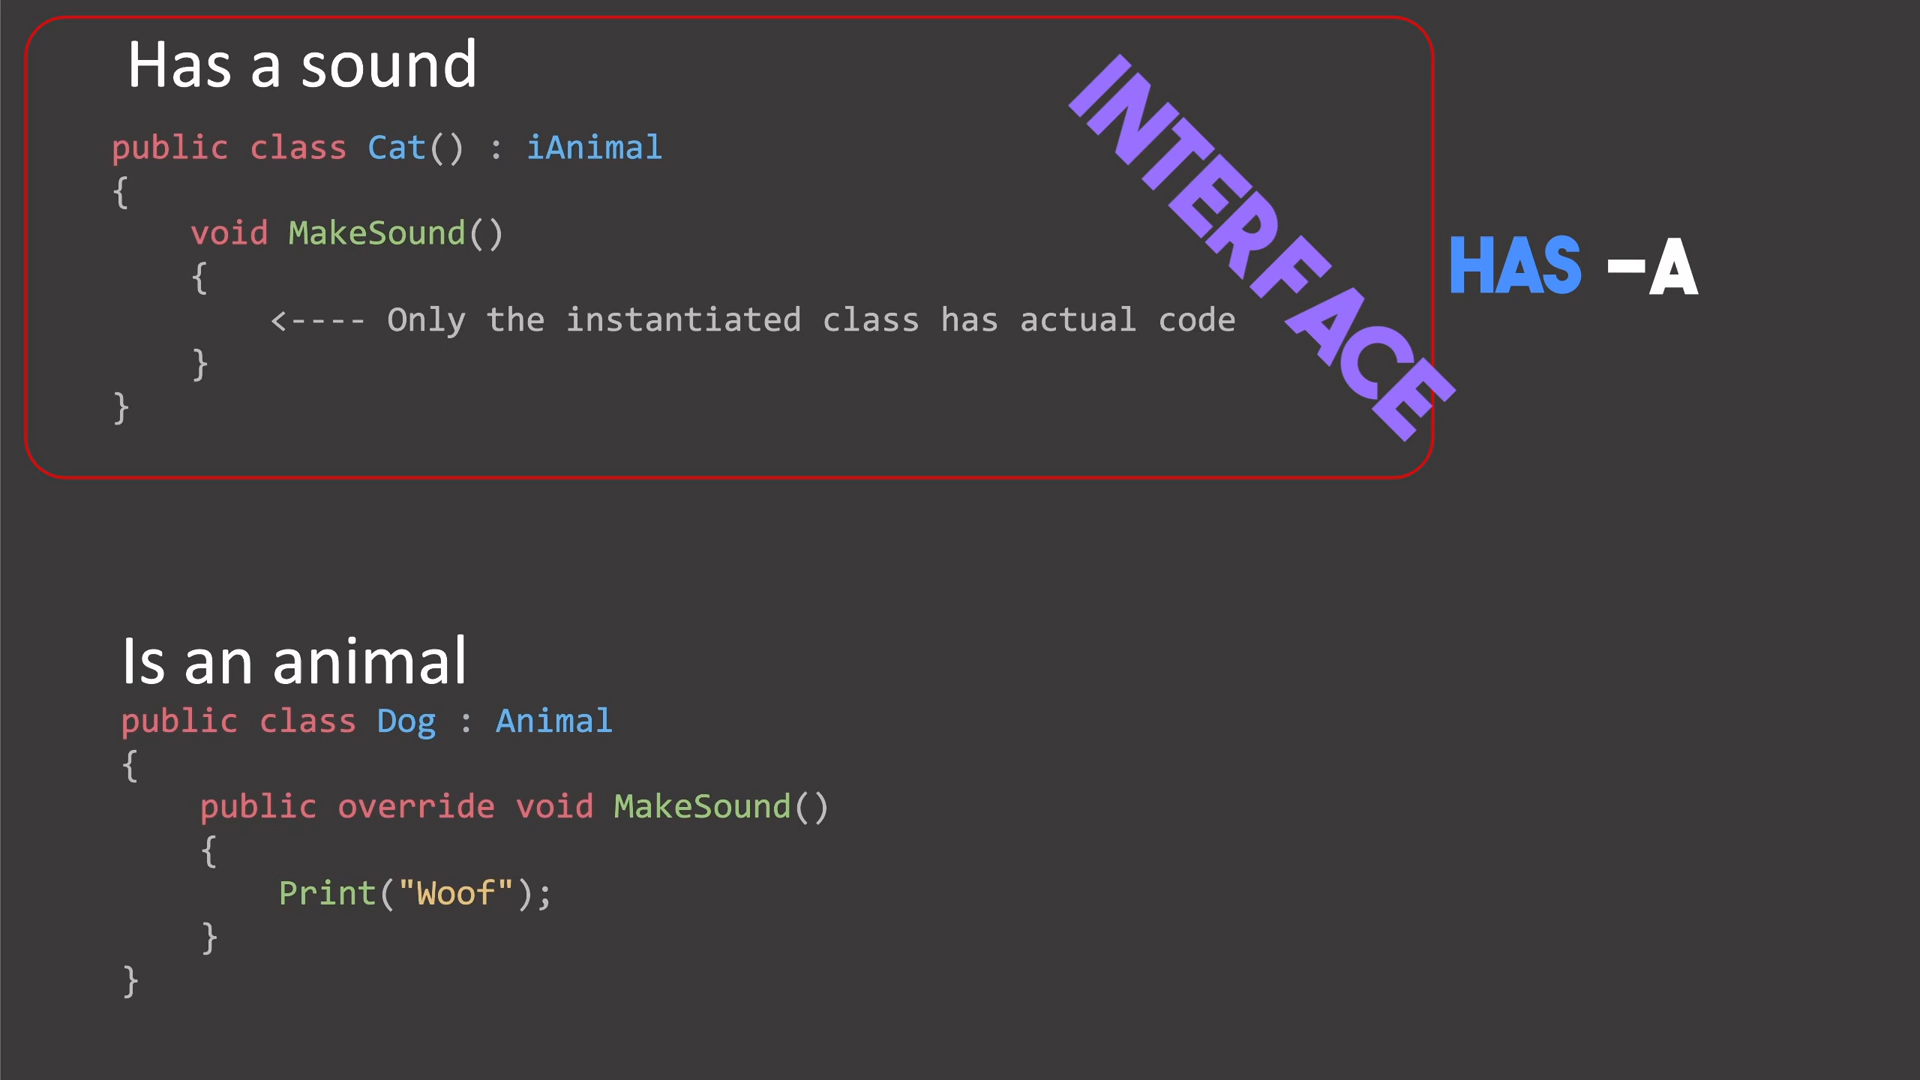 Has a sound
public class Cat() : iAnimal
{
    void MakeSound()
    {
        <---- Only the instantiated class has actual code
    }
}
INTERFACE
HAS -A
Is an animal
public class Dog : Animal
{
    public override void MakeSound()
    {
        Print("Woof");
    }
}